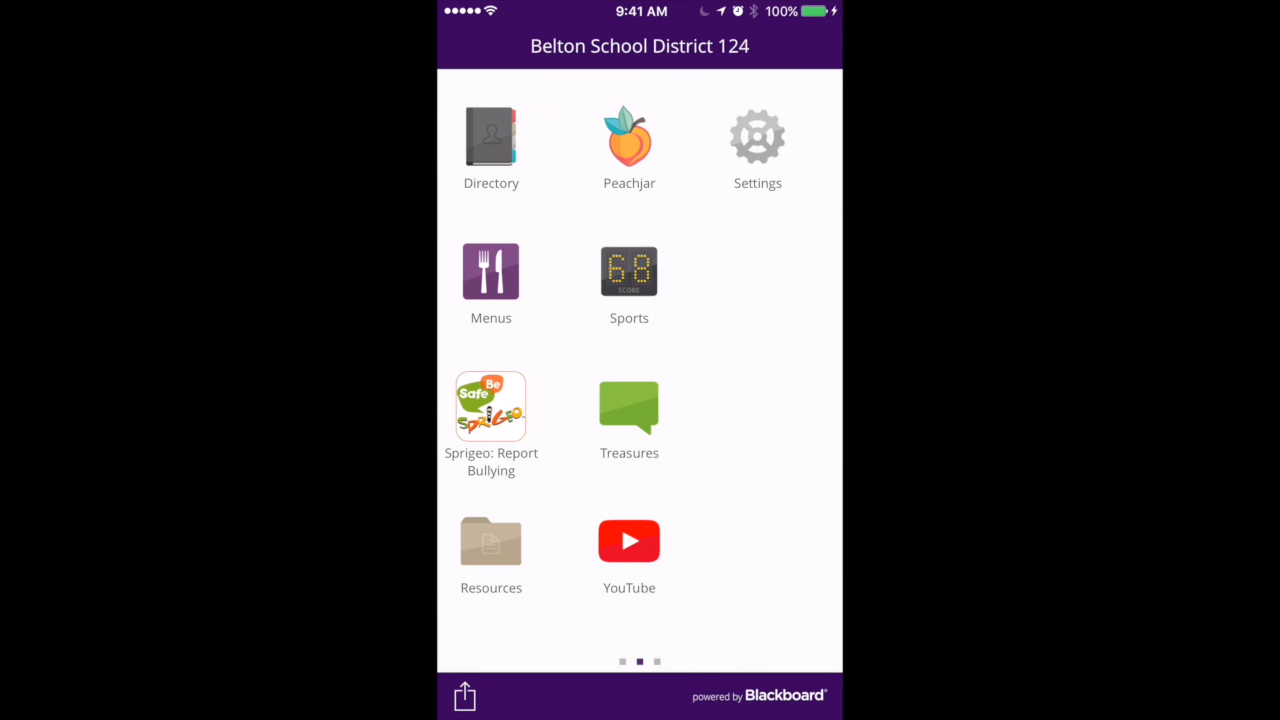 9:41 AM
100%
Belton School District 124
Directory
Peachjar
Settings
Menus
68
SCORE
Sports
Safe Be
SPRIGEO
Sprigeo: Report
Bullying
Treasures
Resources
YouTube
powered by Blackboard